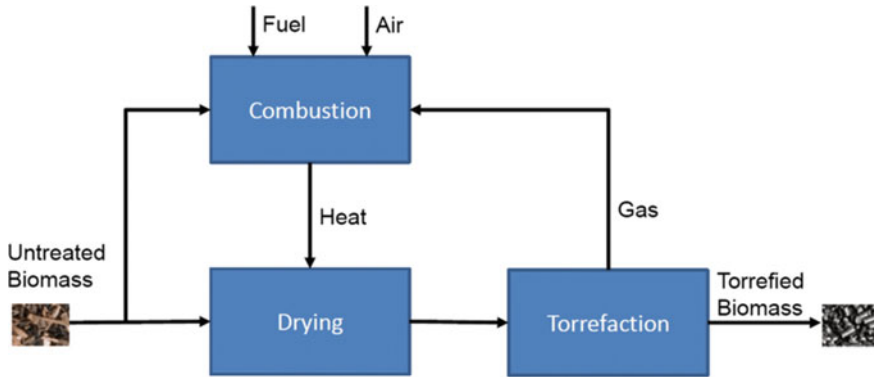 Fuel
Air
Combustion
Heat
Gas
Untreated
Biomass
Drying
Torrefaction
Torrefied
Biomass